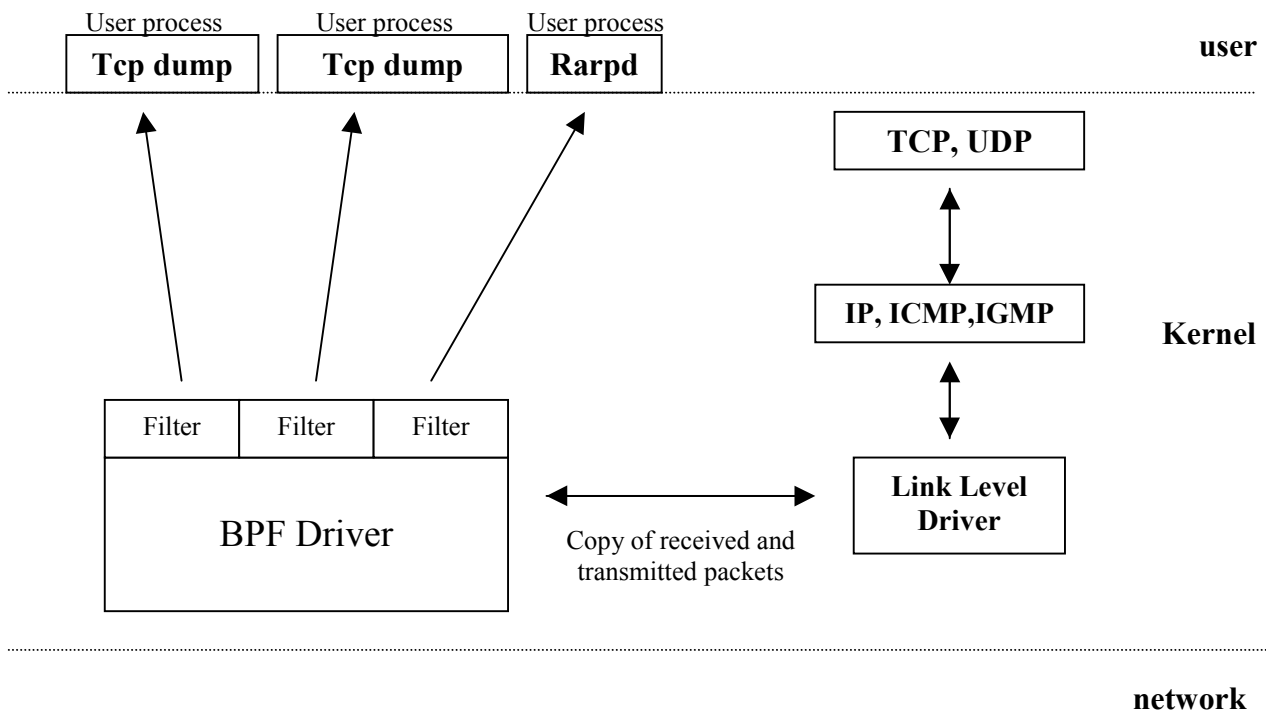 User process
User process
User process
Tcp dump
Tcp dump
Rarpd
user
TCP, UDP
IP, ICMP,IGMP
Kernel
Filter
Filter
Filter
BPF Driver
Link Level
Driver
Copy of received and
transmitted packets
network